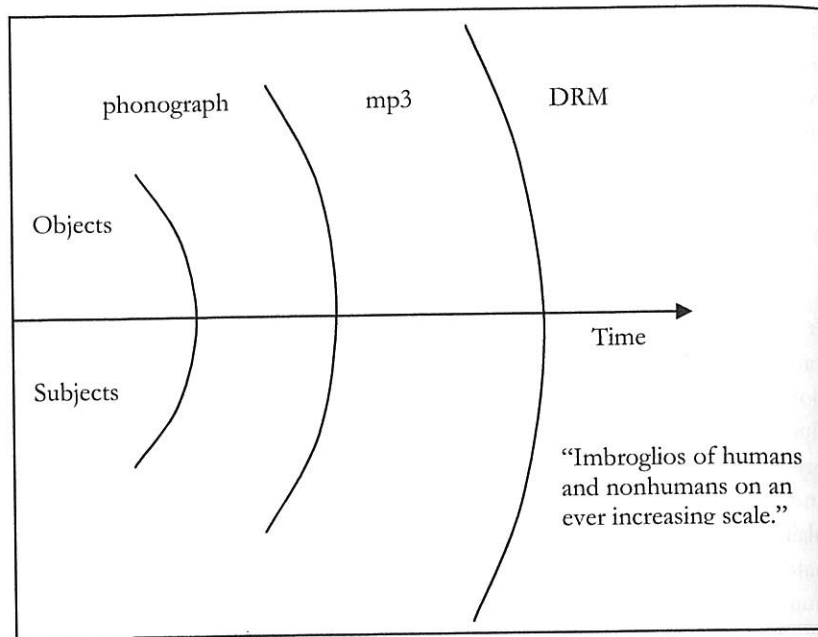 phonograph
mp3
DRM
Objects
Time
Subjects
“Imbroglios of humans
and nonhumans on an
ever increasing scale.”